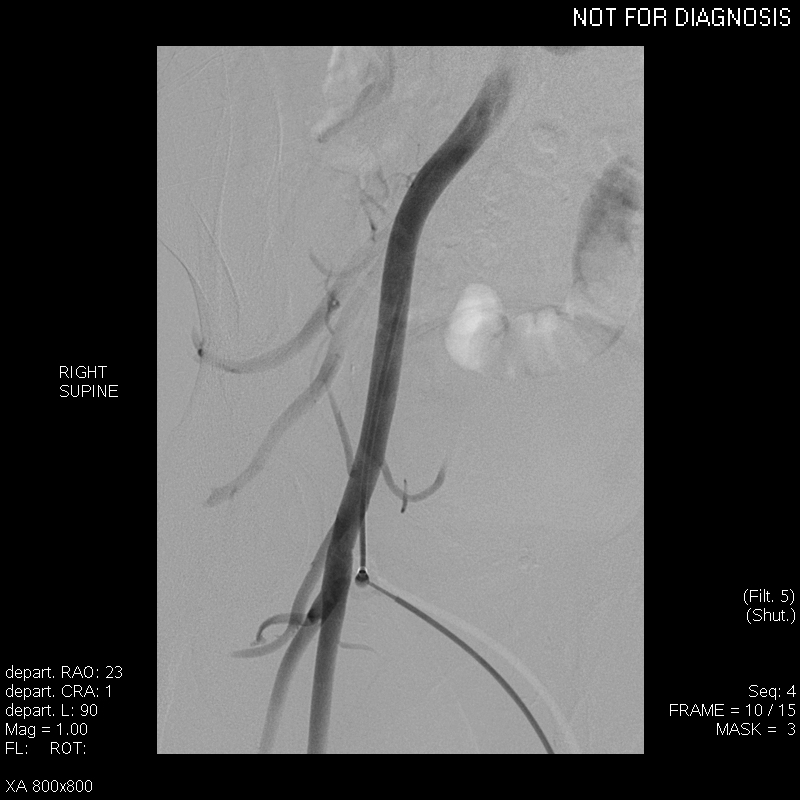 NOT FOR DIAGNOSIS
RIGHT
SUPINE
(Filt. 5)
(Shut.)
depart. RAO: 23
depart. CRA: 1
depart. L: 90
Mag = 1.00
FL: ROT:
Seq: 4
FRAME = 10 / 15
MASK = 3
XA 800x800